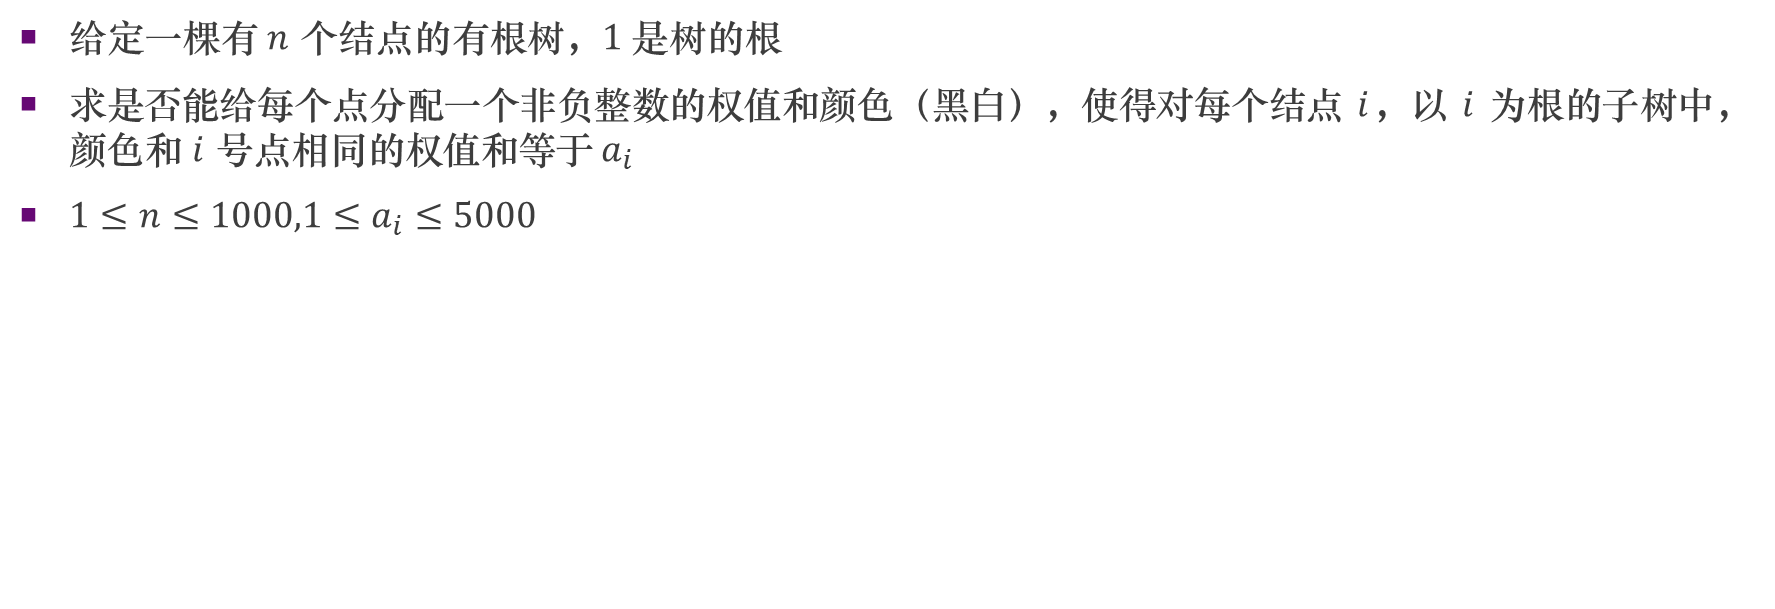 ■ 给定一棵有 n 个结点的有根树，1 是树的根
■ 求是否能给每个点分配一个非负整数的权值和颜色（黑白），使得对每个结点 i，以 i 为根的子树中，
颜色和 i 号点相同的权值和等于 aᵢ
■ 1 ≤ n ≤ 1000,1 ≤ aᵢ ≤ 5000